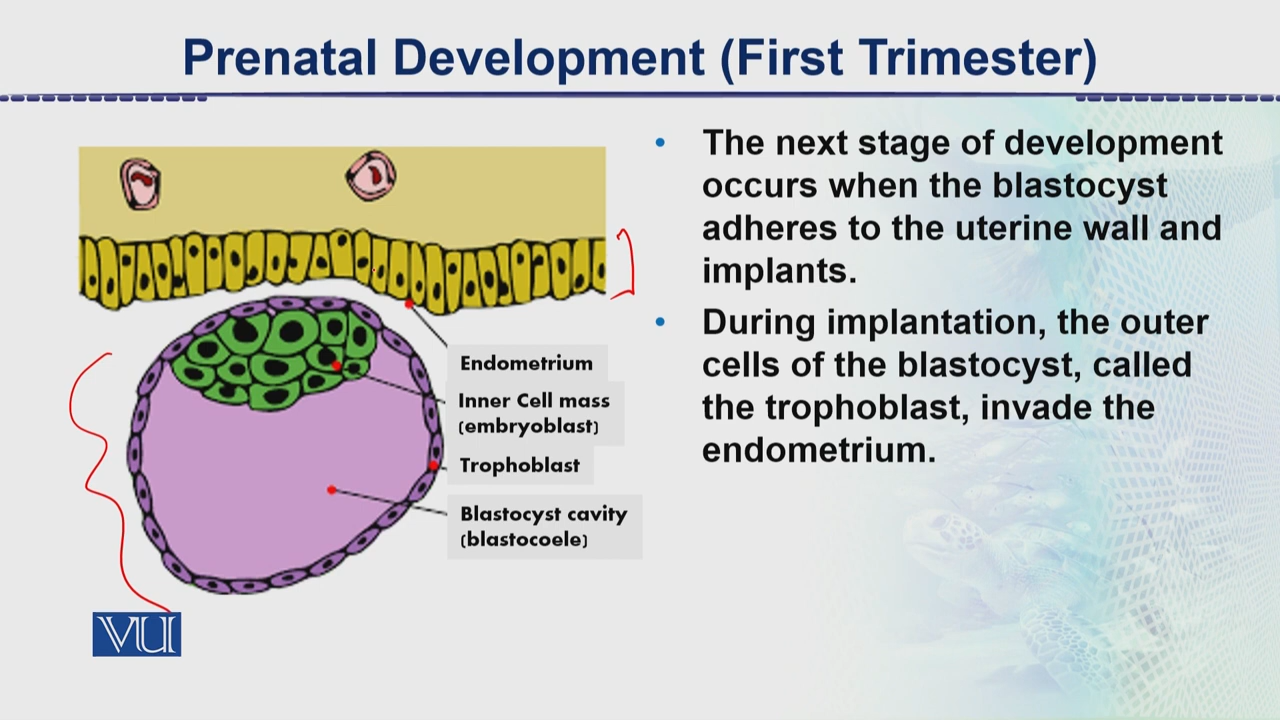 Prenatal Development (First Trimester)
• The next stage of development
occurs when the blastocyst
adheres to the uterine wall and
implants.
• During implantation, the outer
cells of the blastocyst, called
the trophoblast, invade the
endometrium.
Endometrium
Inner Cell mass
(embryoblast)
Trophoblast
Blastocyst cavity
(blastocoele)
VU